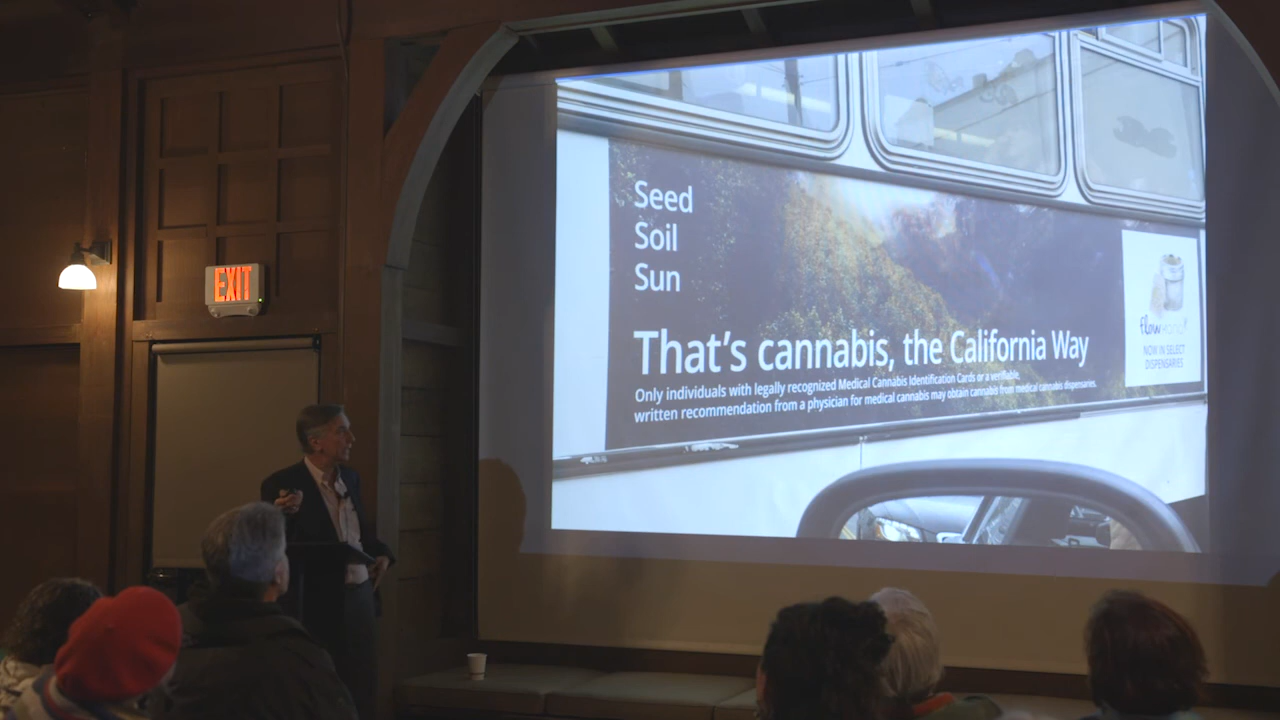 EXIT
Seed
Soil
Sun
That's cannabis, the California Way
Only individuals with legally recognized Medical Cannabis Identification Cards or a verifiable,
written recommendation from a physician for medical cannabis may obtain cannabis from medical cannabis dispensaries.
flow
NOW IN SELECT
DISPENSARIES